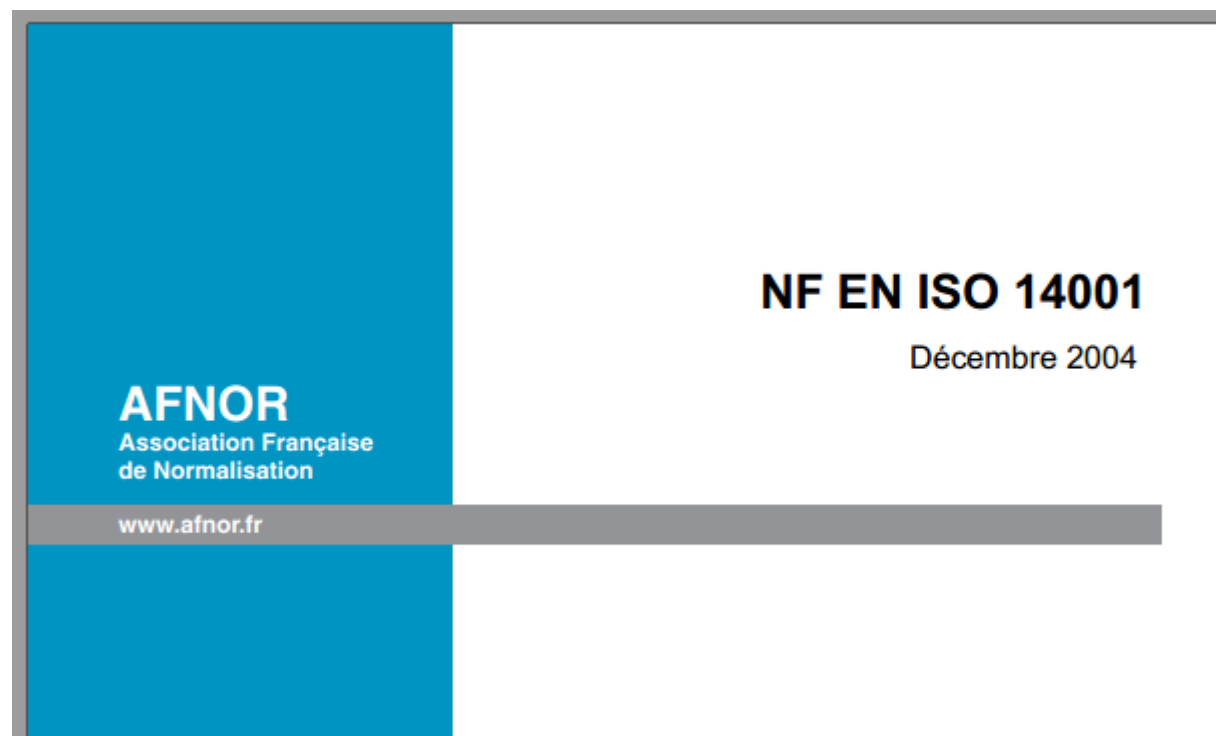 NF EN ISO 14001
Décembre 2004
AFNOR
Association Française
de Normalisation
www.afnor.fr